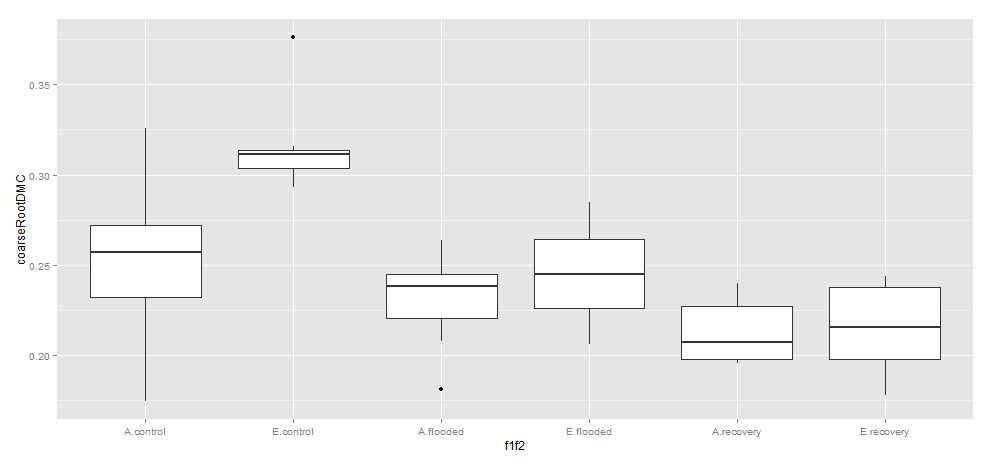 0.35
0.30
0.25
0.20
coarseRootDMC
A.control E.control A.flooded E.flooded A.recovery E.recovery
f1f2